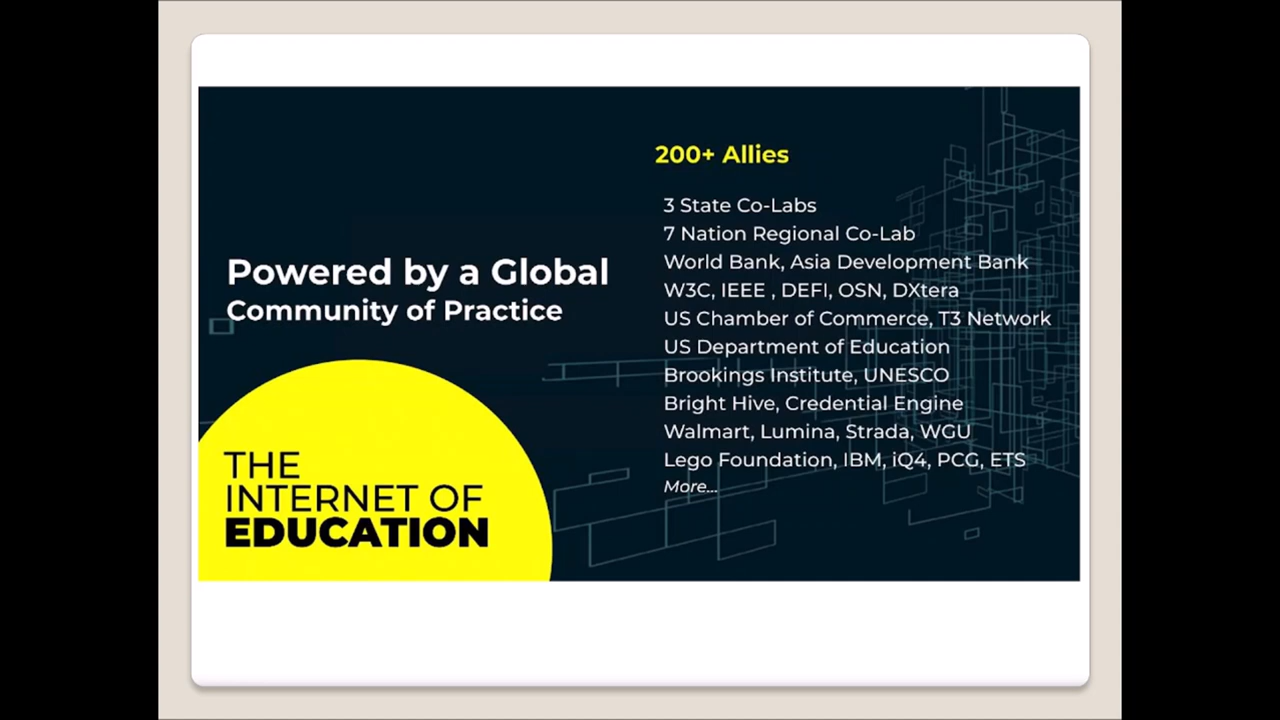 Powered by a Global
Community of Practice
THE
INTERNET OF
EDUCATION
200+ Allies
3 State Co-Labs
7 Nation Regional Co-Lab
World Bank, Asia Development Bank
W3C, IEEE , DEFI, OSN, DXtera
US Chamber of Commerce, T3 Network
US Department of Education
Brookings Institute, UNESCO
Bright Hive, Credential Engine
Walmart, Lumina, Strada, WGU
Lego Foundation, IBM, iQ4, PCG, ETS
More...